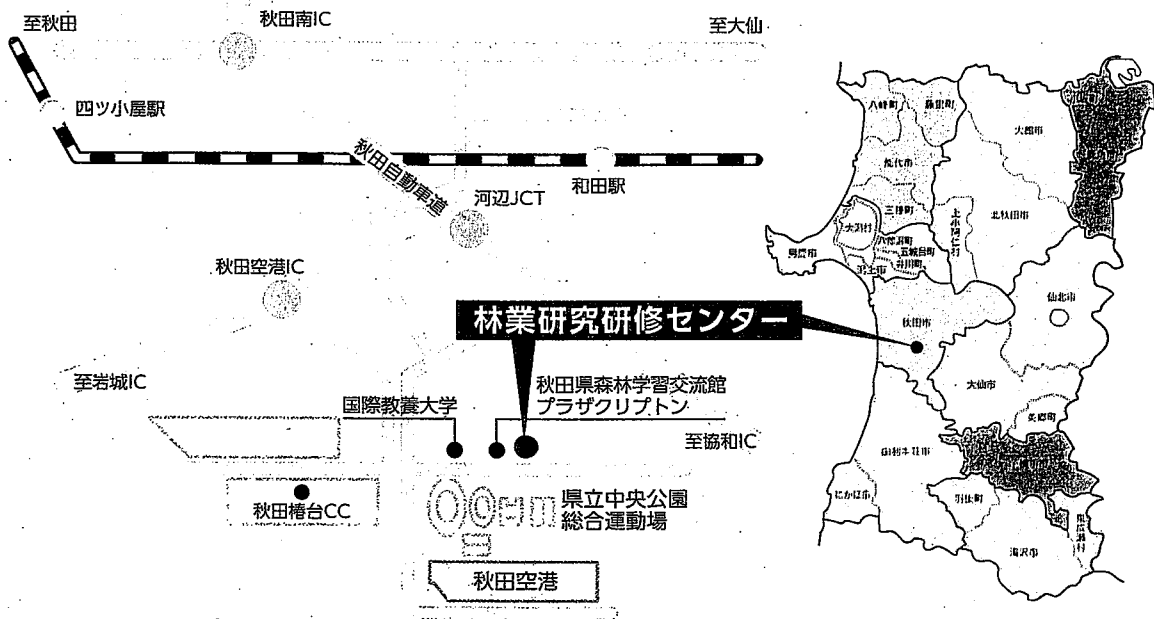 至秋田
秋田南IC
至大仙
四ツ小屋駅
秋田自動車道
和田駅
河辺JCT
秋田空港IC
林業研究研修センター
至岩城IC
国際教養大学
秋田県森林学習交流館
プラザクリプトン
至協和IC
秋田椿台CC
県立中央公園
総合運動場
秋田空港
八峰町
藤里町
大館市
能代市
三種町
北秋田市
上小阿仁村
大潟村
八郎潟町
五城目町
井川町
男鹿市
潟上市
秋田市
仙北市
大仙市
美郷町
由利本荘市
にかほ市
羽後町
湯沢市
東成瀬村